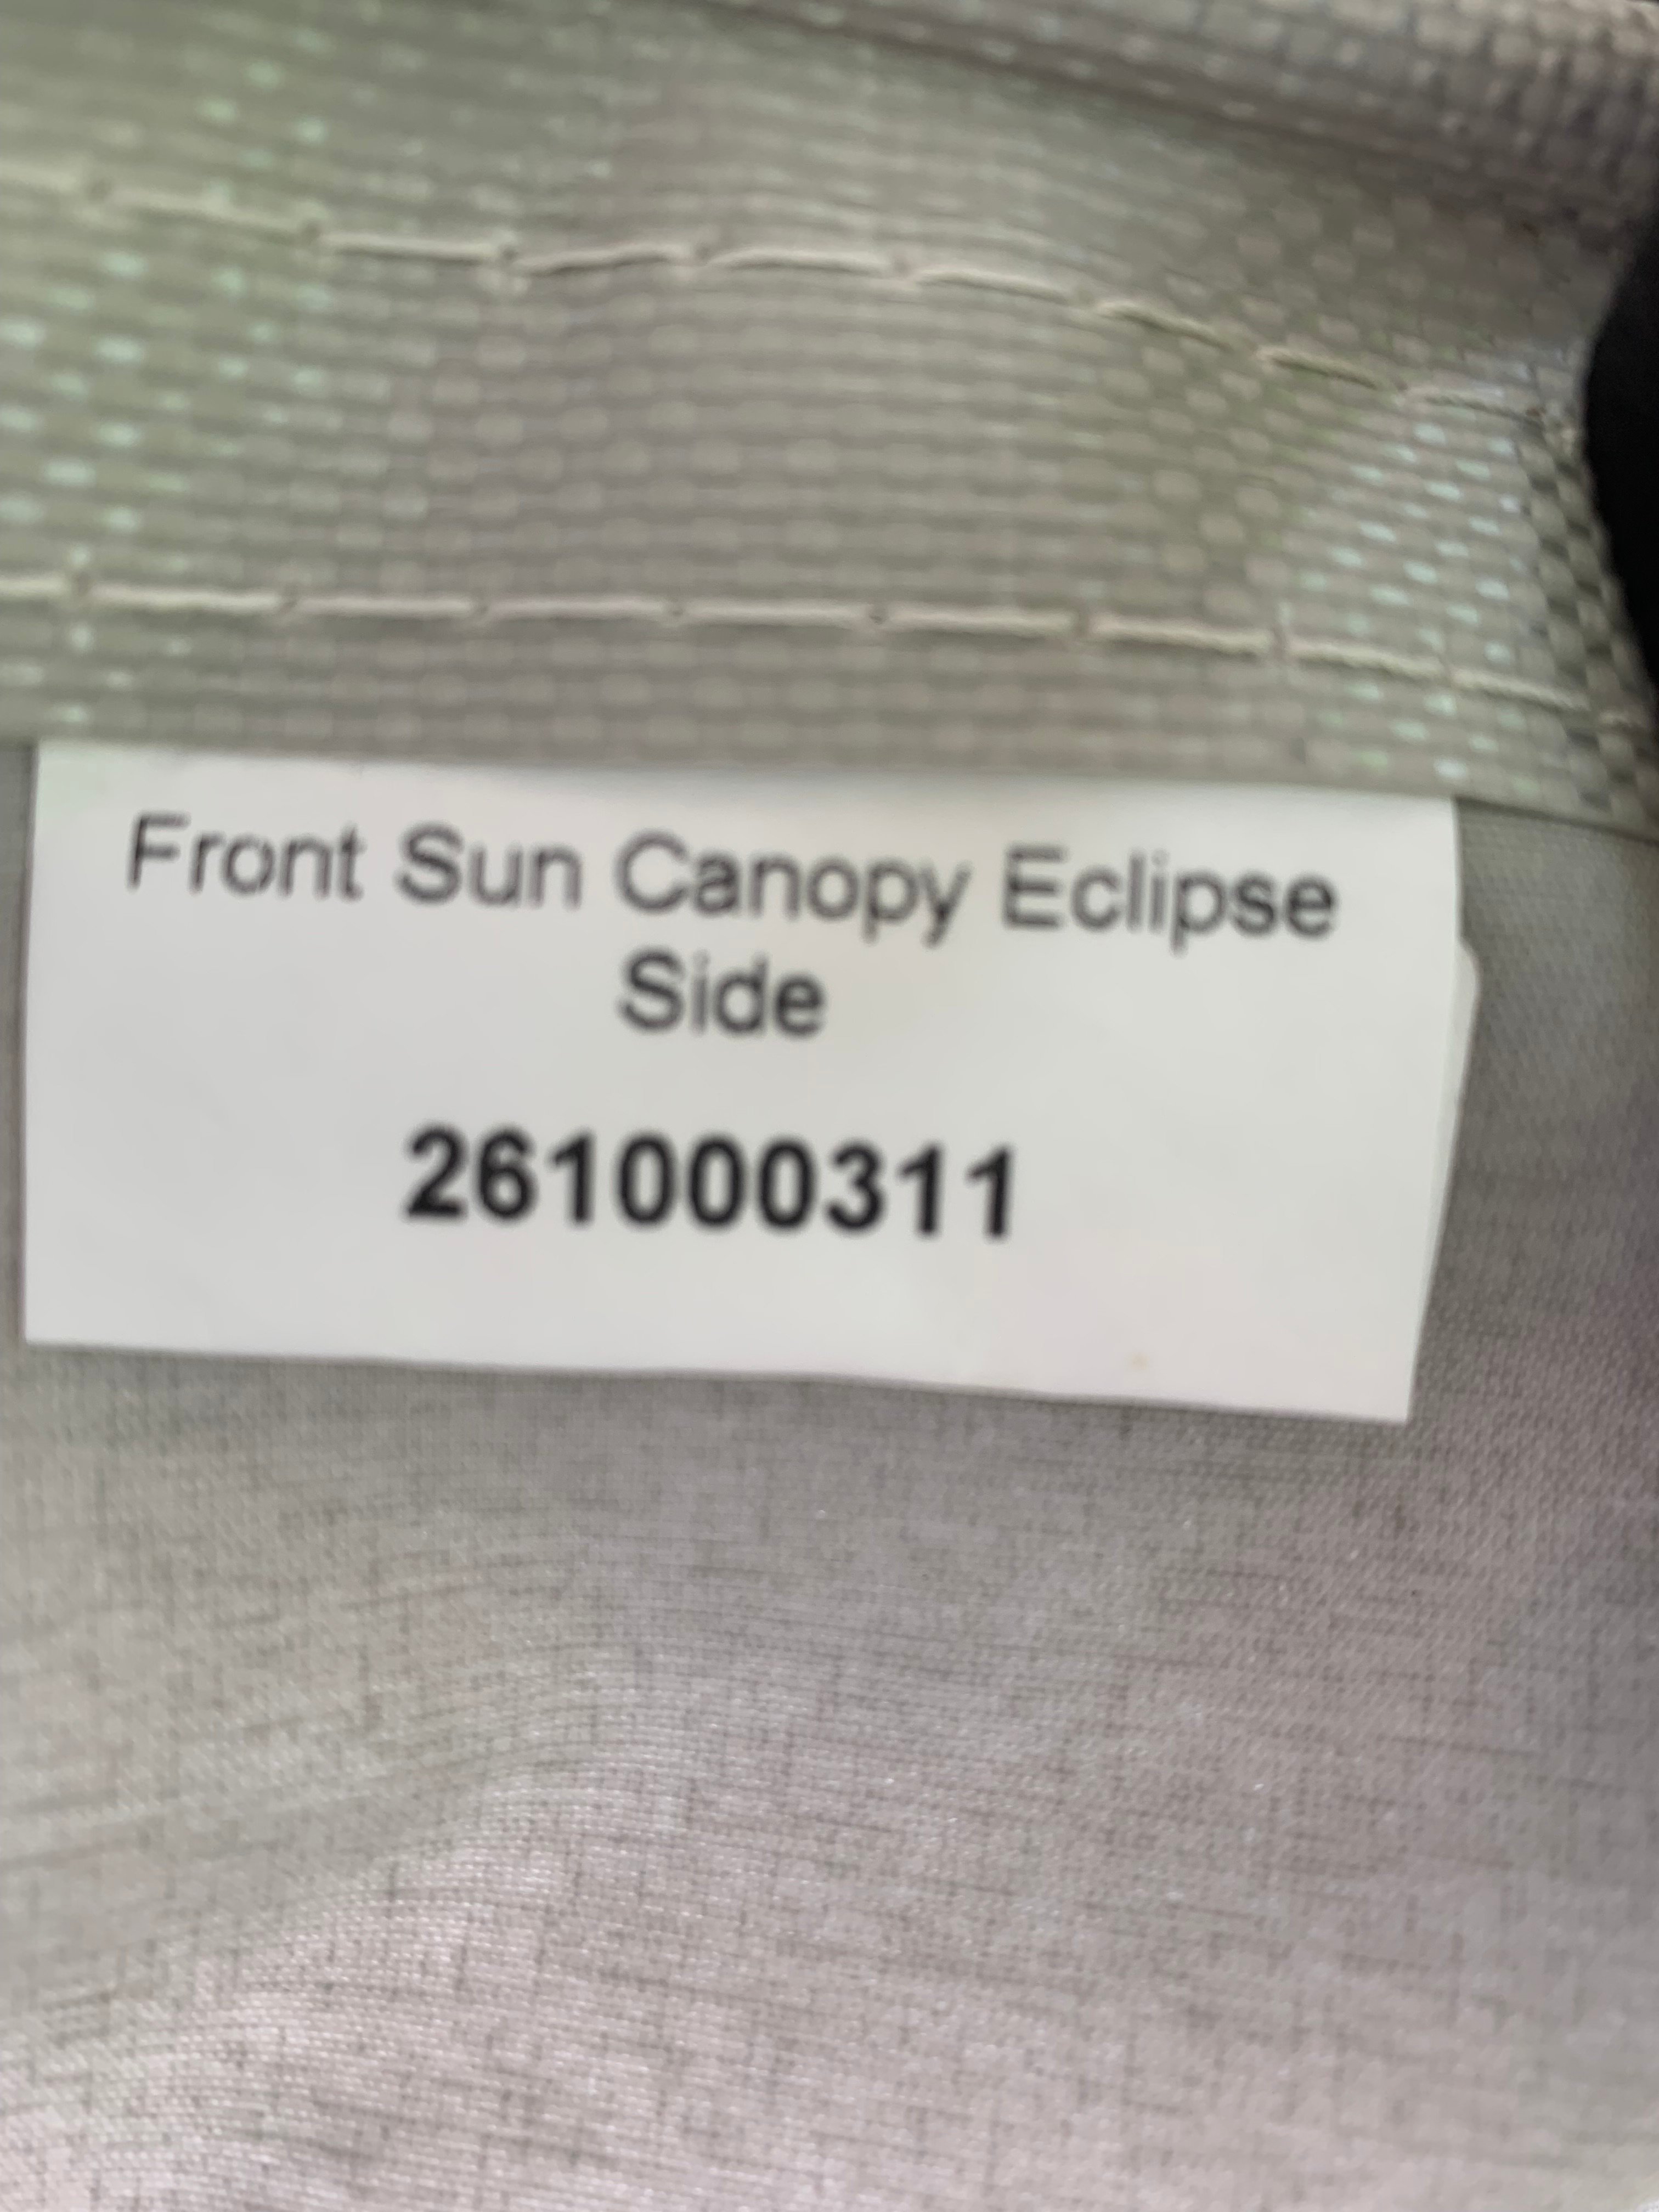 Front Sun Canopy Eclipse
Side
261000311